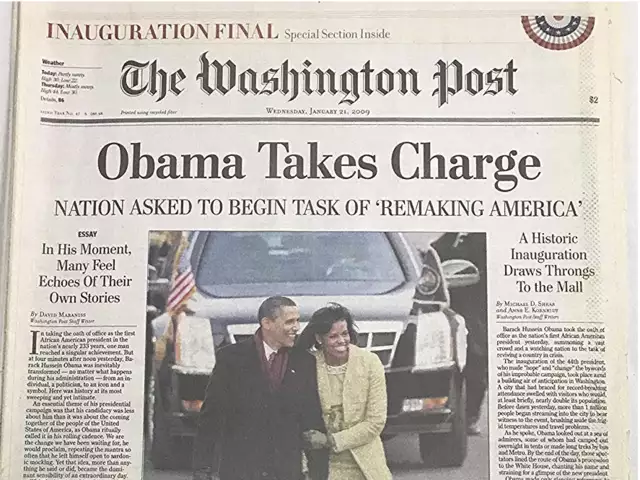 INAUGURATION FINAL Special Section Inside
Weather
Today: Partly sunny.
High 30. Low 22.
Thursday: Mostly sunny.
High 44. Low 30.
Details, B6
The Washington Post
$2
Printed using recycled fiber
WEDNESDAY, JANUARY 21, 2009
Obama Takes Charge
NATION ASKED TO BEGIN TASK OF ‘REMAKING AMERICA’
ESSAY
In His Moment,
Many Feel
Echoes Of Their
Own Stories
By DAVID MARANISS
Washington Post Staff Writer
In taking the oath of office as the first
African American president in the
nation's nearly 233 years, one man
reached a singular achievement. But
at four minutes after noon yesterday, Ba-
rack Hussein Obama was inevitably
transformed — no matter what happens
during his administration — from an in-
dividual, a politician, to an icon and a
symbol. Here was history at its most
sweeping and yet intimate.
An essential theme of his presidential
campaign was that his candidacy was less
about him than it was about the coming
together of the people of the United
States of America, as Obama ritually
called it in his rolling cadence. We are
the change we have been waiting for, he
would proclaim, repeating the mantra so
often that he left himself open to sardon-
ic mocking. Yet that idea, more than any-
thing he said or did, became the domi-
nant sensibility of an extraordinary day.
A Historic
Inauguration
Draws Throngs
To the Mall
By MICHAEL D. SHEAR
and ANNE E. KORNBLUT
Washington Post Staff Writers
Barack Hussein Obama took the oath of
office as the nation's first African American
president yesterday, summoning a vast
crowd and a watching nation to the task of
reviving a country in crisis.
The inauguration of the 44th president,
who made "hope" and "change" the bywords
of his improbable campaign, took place amid
a building air of anticipation in Washington.
A city that had braced for record-breaking
attendance swelled with visitors who would,
at least briefly, nearly double its population.
Before dawn yesterday, more than 1 million
people began streaming into the city to bear
witness to the event, brushing aside the frig-
id temperatures and travel problems.
As he spoke, Obama looked out at a sea of
admirers, some of whom had camped out
overnight in tents or made long treks by bus
and Metro. By the end of the day, those spec-
tators lined the route of Obama's procession
to the White House, chanting his name and
straining for a glimpse of the new president.